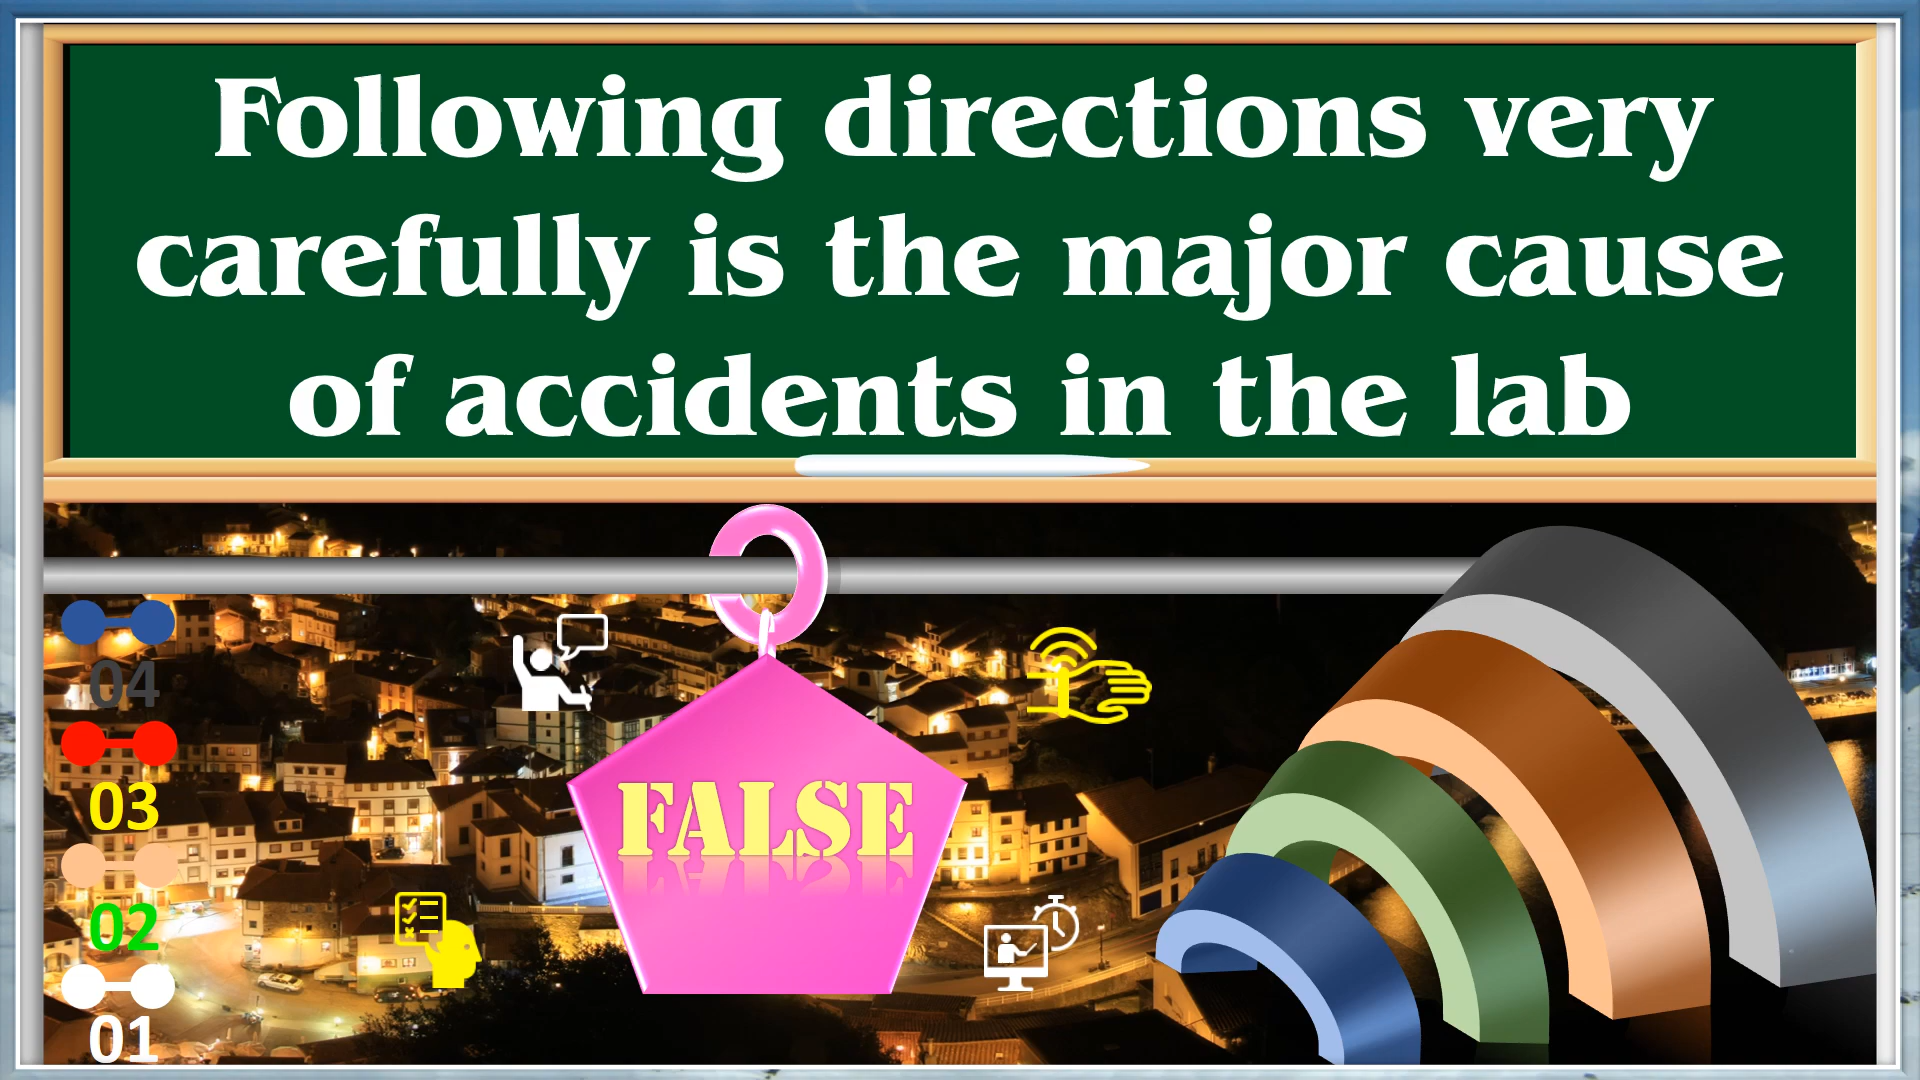 Following directions very
carefully is the major cause
of accidents in the lab
04
03
02
01
FALSE